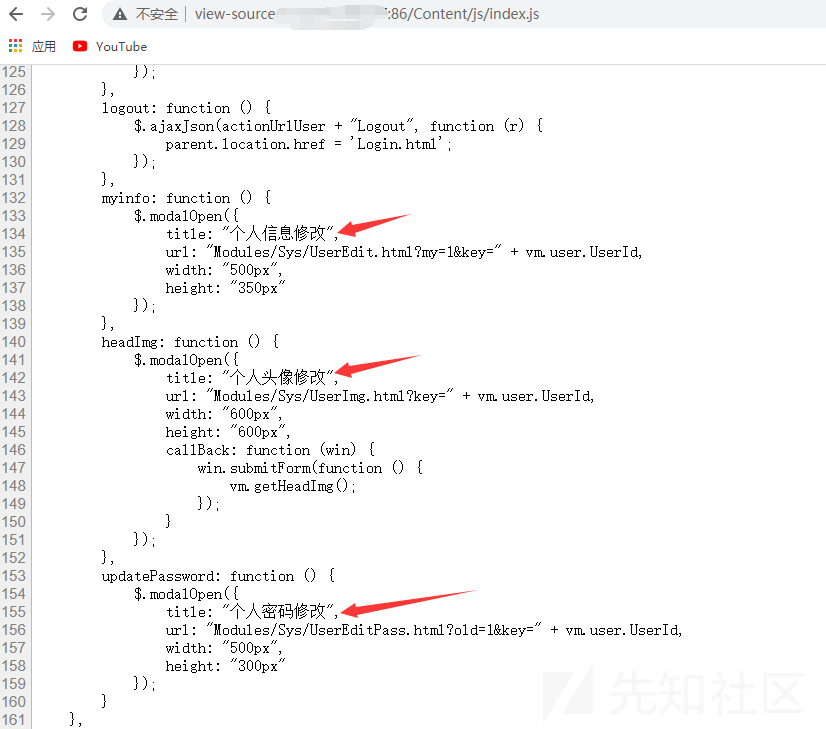 不安全 | view-source :86/Content/js/index.js
应用 YouTube
125 });
126 },
127 logout: function () {
128 $.ajaxJson(actionUrlUser + "Logout", function (r) {
129 parent.location.href = 'Login.html';
130 });
131 },
132 myinfo: function () {
133 $.modalOpen({
134 title: "个人信息修改",
135 url: "Modules/Sys/UserEdit.html?my=1&key=" + vm.user.UserId,
136 width: "500px",
137 height: "350px"
138 });
139 },
140 headImg: function () {
141 $.modalOpen({
142 title: "个人头像修改",
143 url: "Modules/Sys/UserImg.html?key=" + vm.user.UserId,
144 width: "600px",
145 height: "600px",
146 callBack: function (win) {
147 win.submitForm(function () {
148 vm.getHeadImg();
149 });
150 }
151 });
152 },
153 updatePassword: function () {
154 $.modalOpen({
155 title: "个人密码修改",
156 url: "Modules/Sys/UserEditPass.html?old=1&key=" + vm.user.UserId,
157 width: "500px",
158 height: "300px"
159 });
160 }
161 },
先知社区